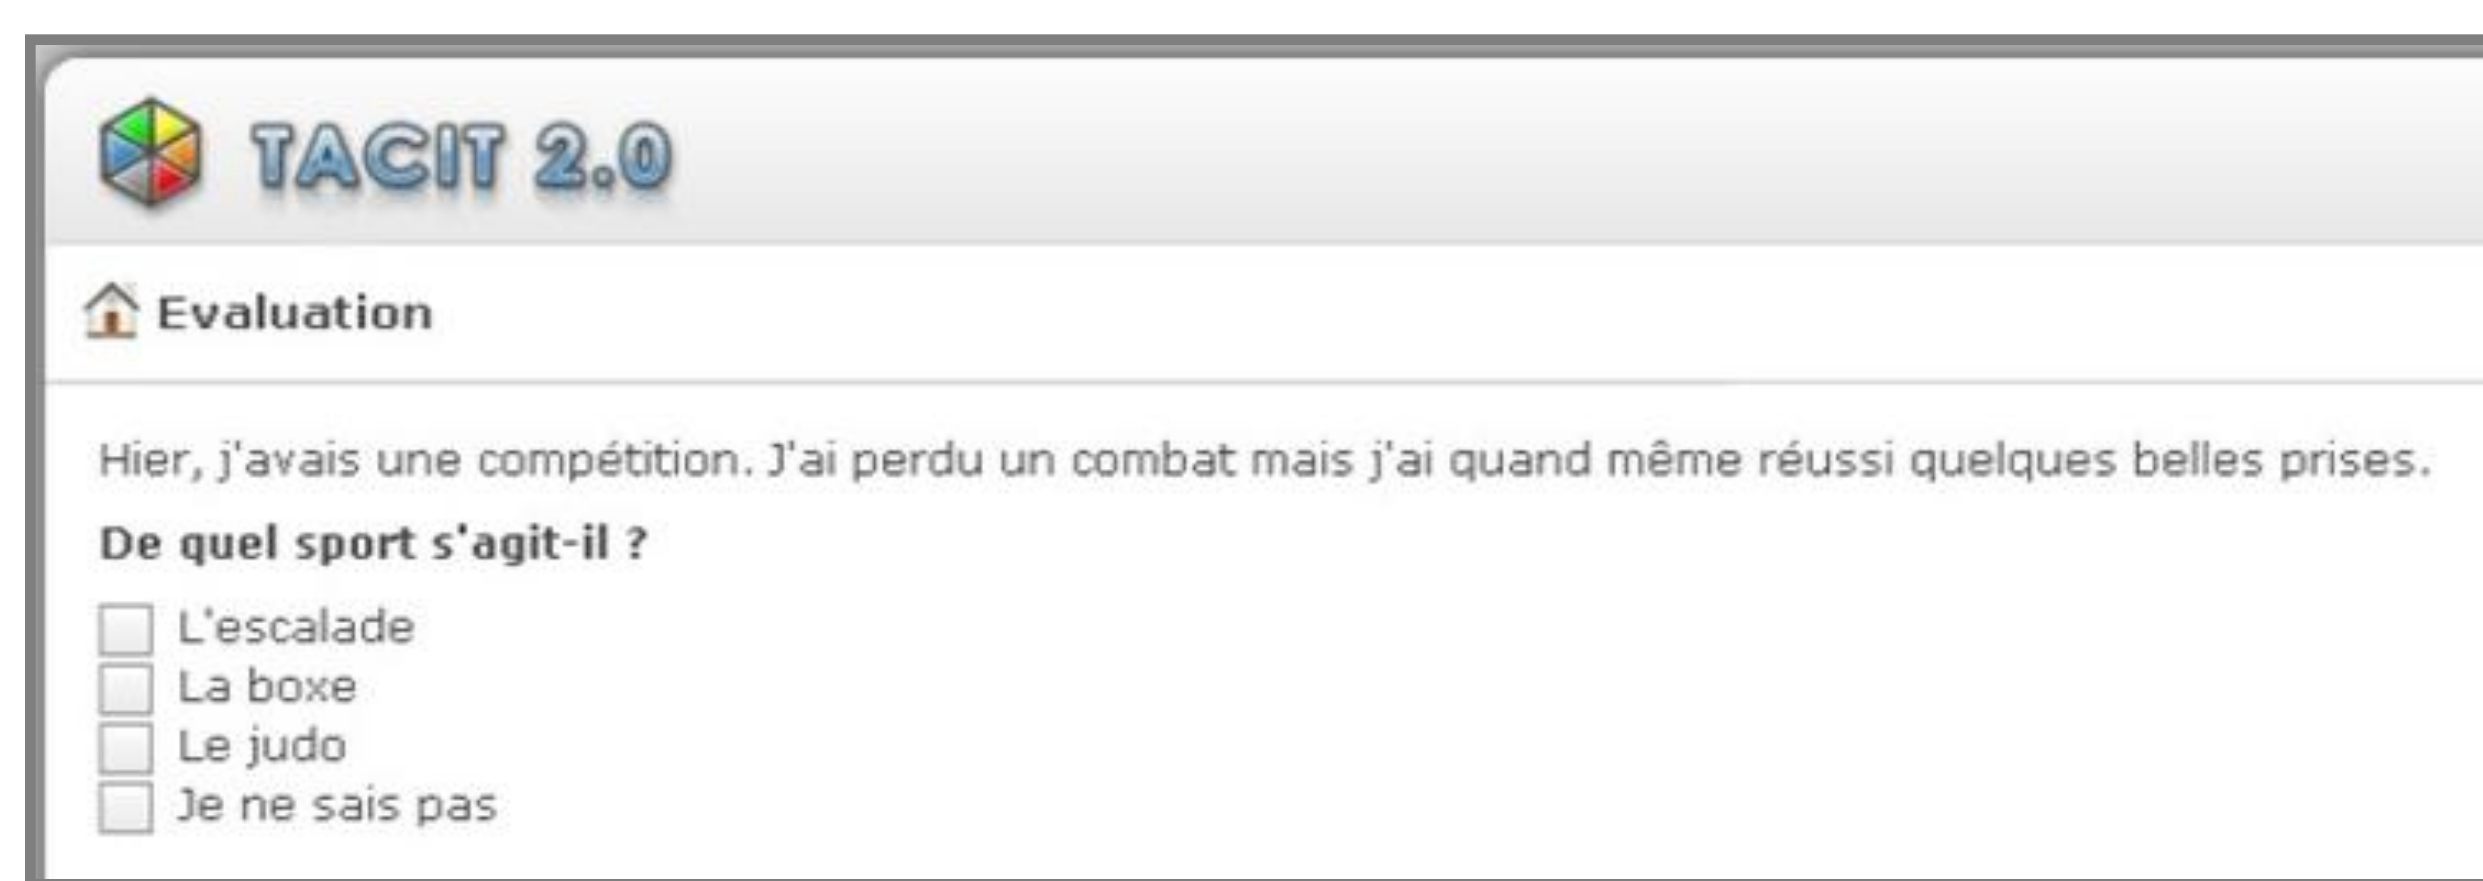 TACIT 2.0
Evaluation
Hier, j'avais une compétition. J'ai perdu un combat mais j'ai quand même réussi quelques belles prises.
De quel sport s'agit-il ?
L'escalade
La boxe
Le judo
Je ne sais pas